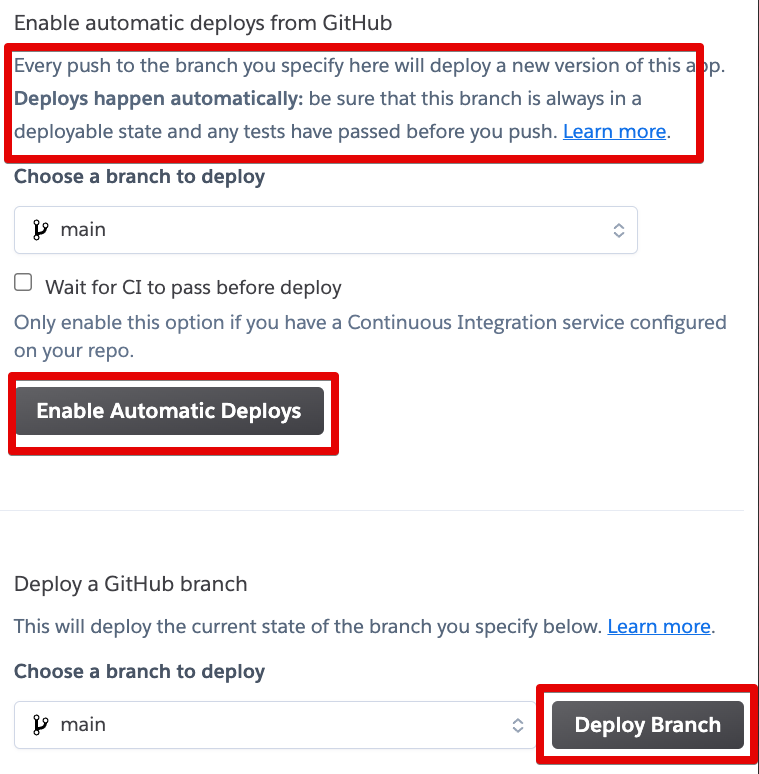 Enable automatic deploys from GitHub
Every push to the branch you specify here will deploy a new version of this app.
Deploys happen automatically: be sure that this branch is always in a
deployable state and any tests have passed before you push. Learn more.
Choose a branch to deploy
main
Wait for CI to pass before deploy
Only enable this option if you have a Continuous Integration service configured
on your repo.
Enable Automatic Deploys
Deploy a GitHub branch
This will deploy the current state of the branch you specify below. Learn more.
Choose a branch to deploy
main
Deploy Branch